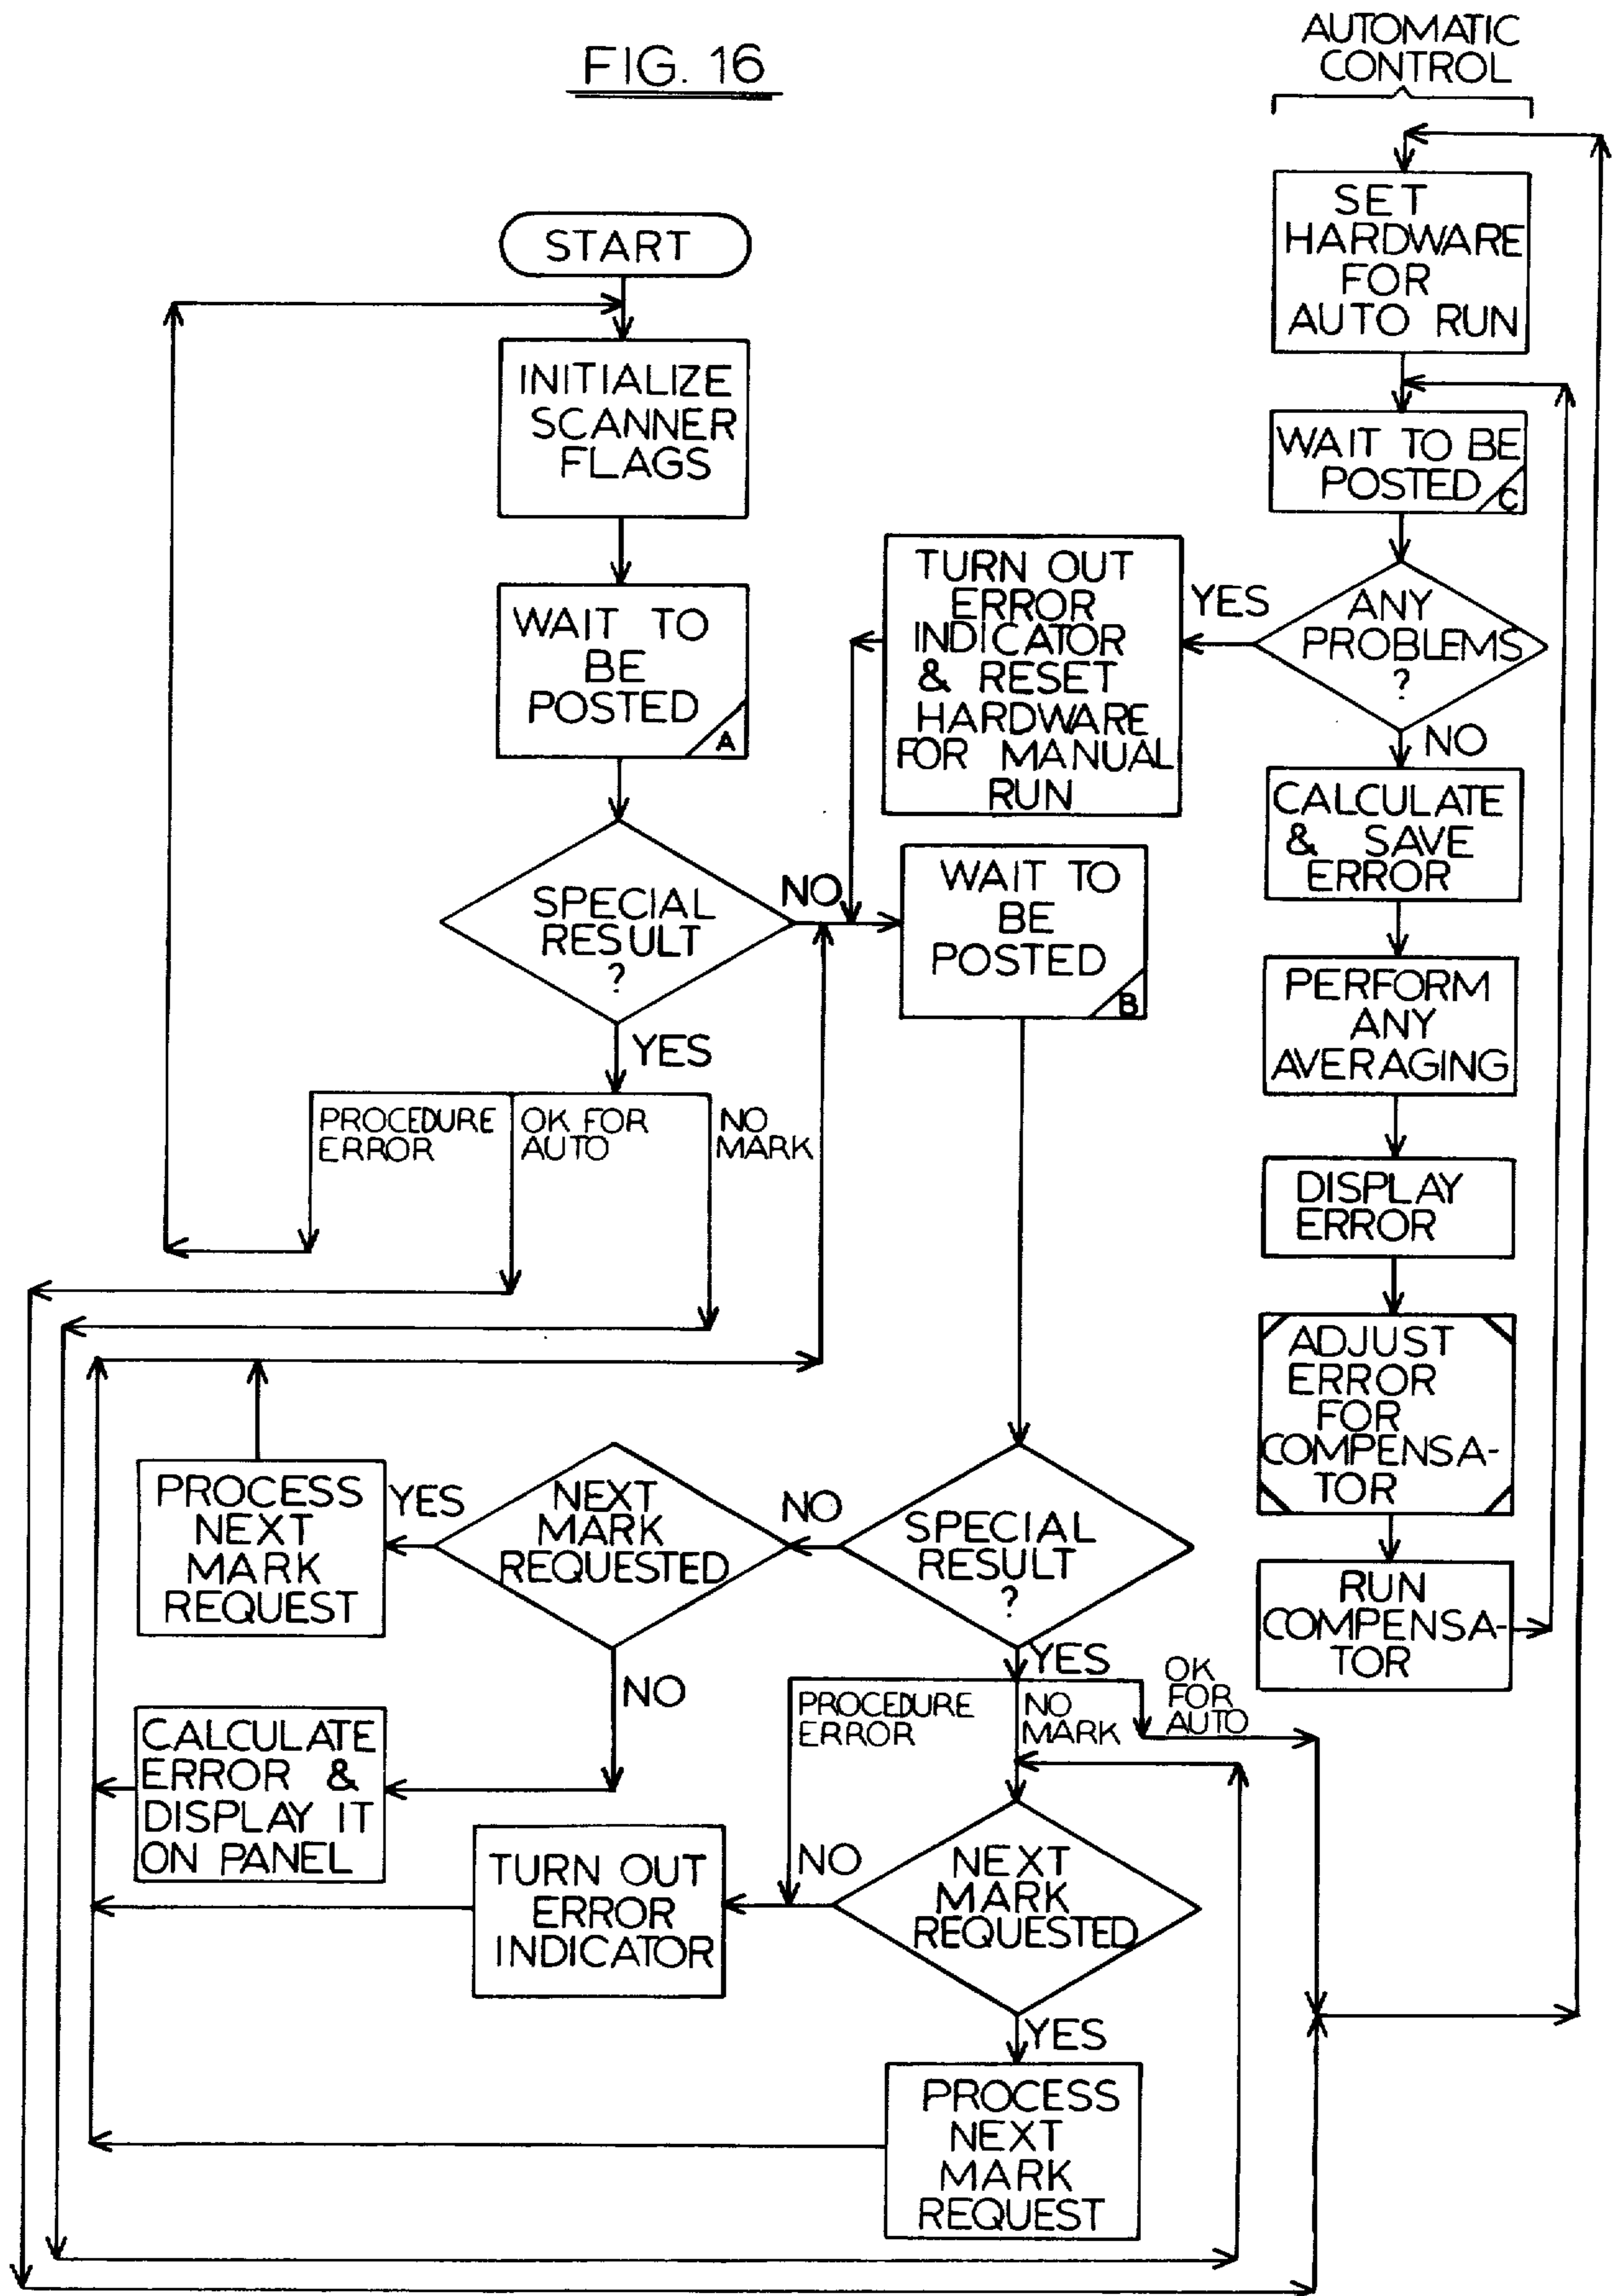 FIG. 16
AUTOMATIC
CONTROL
START
INITIALIZE
SCANNER
FLAGS
WAIT TO
BE
POSTED
A
SPECIAL
RESULT
?
NO
YES
PROCEDURE
ERROR
OK FOR
AUTO
NO
MARK
SET
HARDWARE
FOR
AUTO RUN
WAIT TO BE
POSTED
C
ANY
PROBLEMS
?
YES
NO
TURN OUT
ERROR
INDICATOR
& RESET
HARDWARE
FOR MANUAL
RUN
WAIT TO
BE
POSTED
B
CALCULATE
& SAVE
ERROR
PERFORM
ANY
AVERAGING
DISPLAY
ERROR
ADJUST
ERROR
FOR
COMPENSA-
TOR
RUN
COMPENSA-
TOR
SPECIAL
RESULT
?
NO
YES
NEXT
MARK
REQUESTED
YES
NO
PROCESS
NEXT
MARK
REQUEST
CALCULATE
ERROR &
DISPLAY IT
ON PANEL
PROCEDURE
ERROR
NO
MARK
OK
FOR
AUTO
NEXT
MARK
REQUESTED
NO
YES
TURN OUT
ERROR
INDICATOR
PROCESS
NEXT
MARK
REQUEST